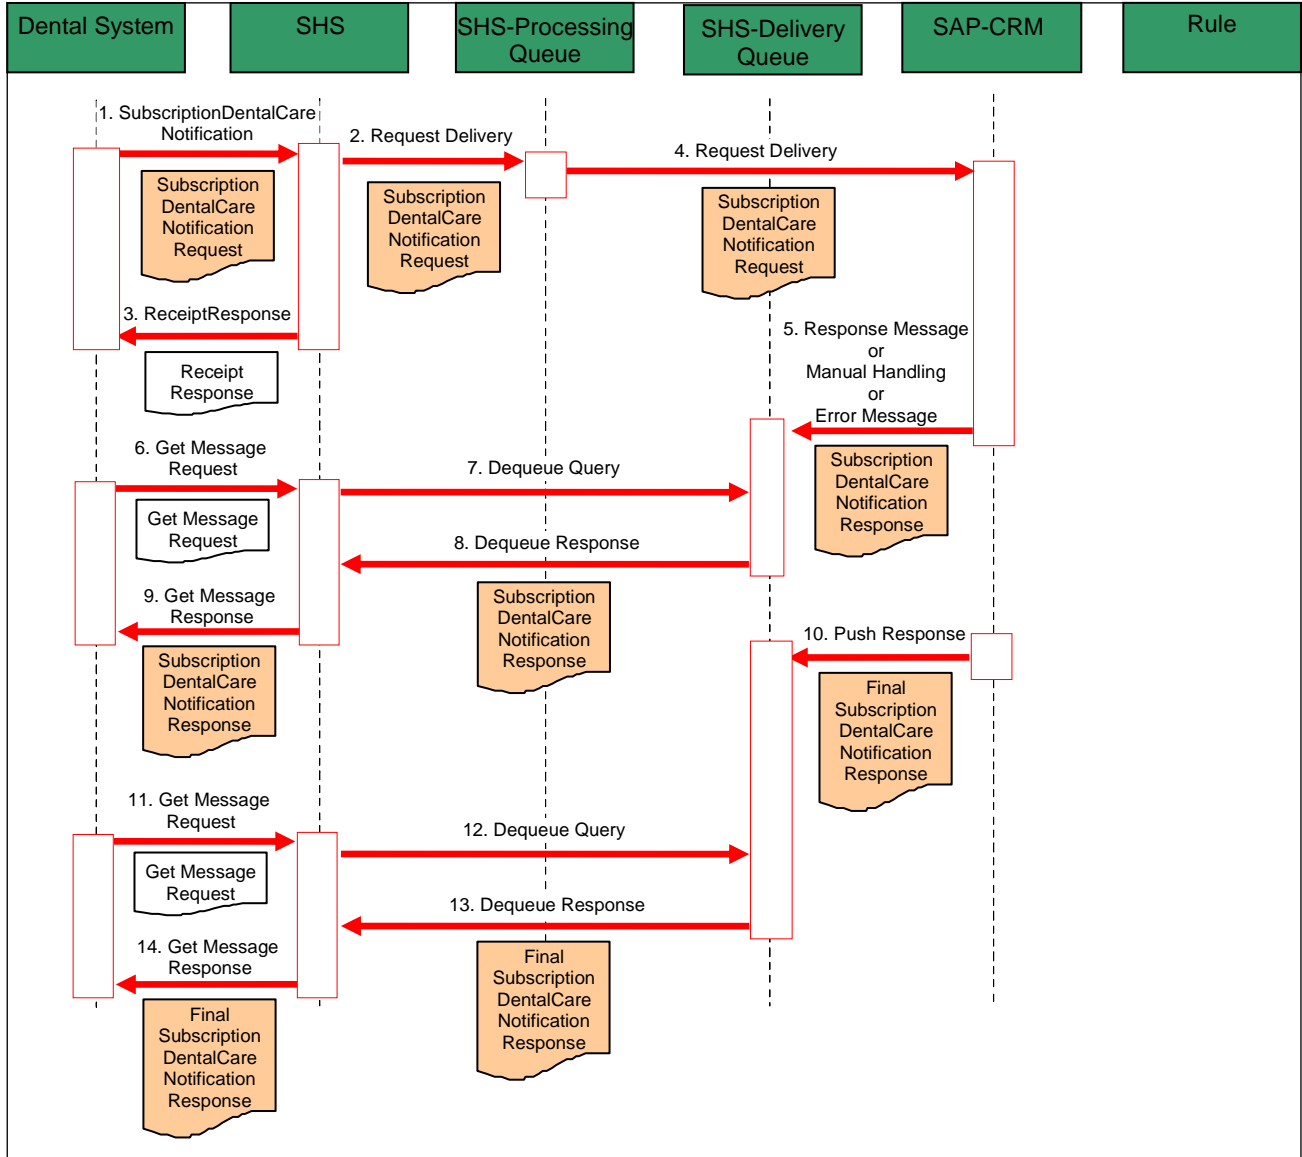 Dental System
SHS
SHS-Processing
Queue
SHS-Delivery
Queue
SAP-CRM
Rule
1. SubscriptionDentalCare
Notification
2. Request Delivery
4. Request Delivery
Subscription
DentalCare
Notification
Request
Subscription
DentalCare
Notification
Request
Subscription
DentalCare
Notification
Request
3. ReceiptResponse
Receipt
Response
5. Response Message
or
Manual Handling
or
Error Message
Subscription
DentalCare
Notification
Response
6. Get Message
Request
7. Dequeue Query
Get Message
Request
8. Dequeue Response
Subscription
DentalCare
Notification
Response
9. Get Message
Response
Subscription
DentalCare
Notification
Response
10. Push Response
Final
Subscription
DentalCare
Notification
Response
11. Get Message
Request
12. Dequeue Query
Get Message
Request
13. Dequeue Response
Final
Subscription
DentalCare
Notification
Response
14. Get Message
Response
Final
Subscription
DentalCare
Notification
Response